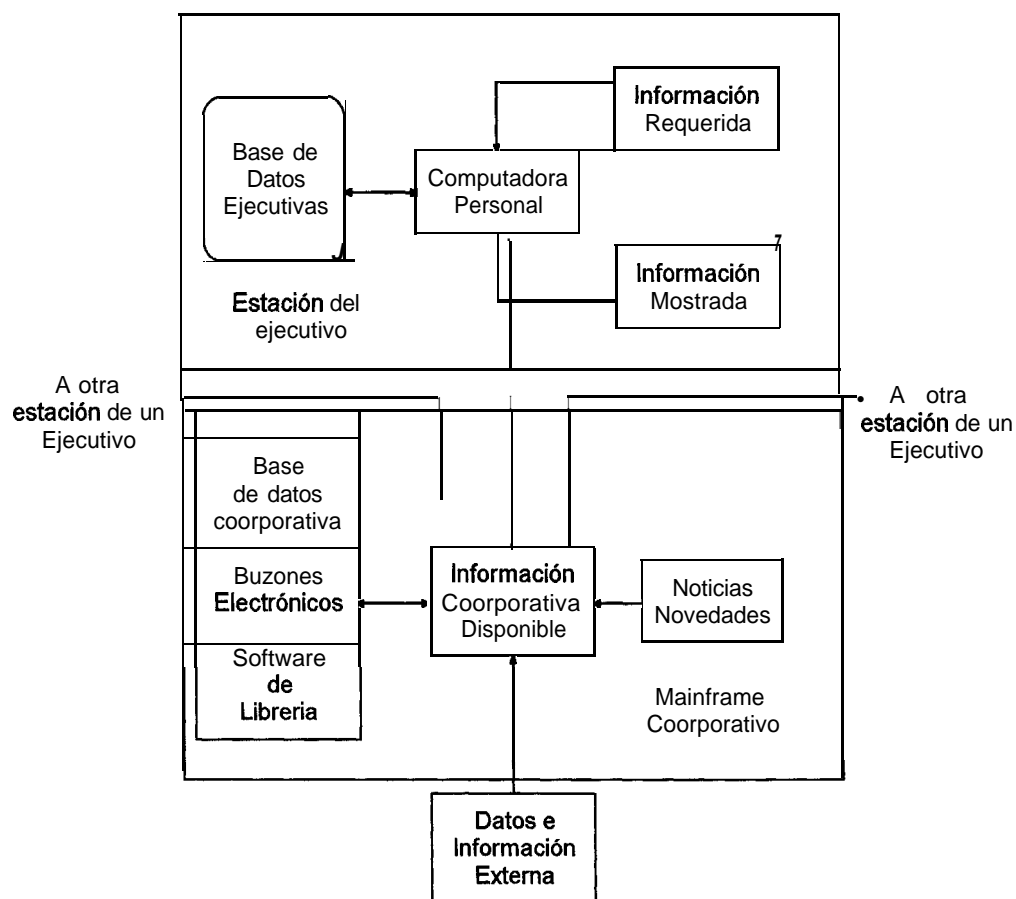 Información
Requerida
Base de
Datos
Ejecutivas
Computadora
Personal
Información
Mostrada
Estación del
ejecutivo
A otra
estación de un
Ejecutivo
A otra
estación de un
Ejecutivo
Base
de datos
coorporativa
Buzones
Electrónicos
Software
de
Libreria
Información
Coorporativa
Disponible
Noticias
Novedades
Mainframe
Coorporativo
Datos e
Información
Externa